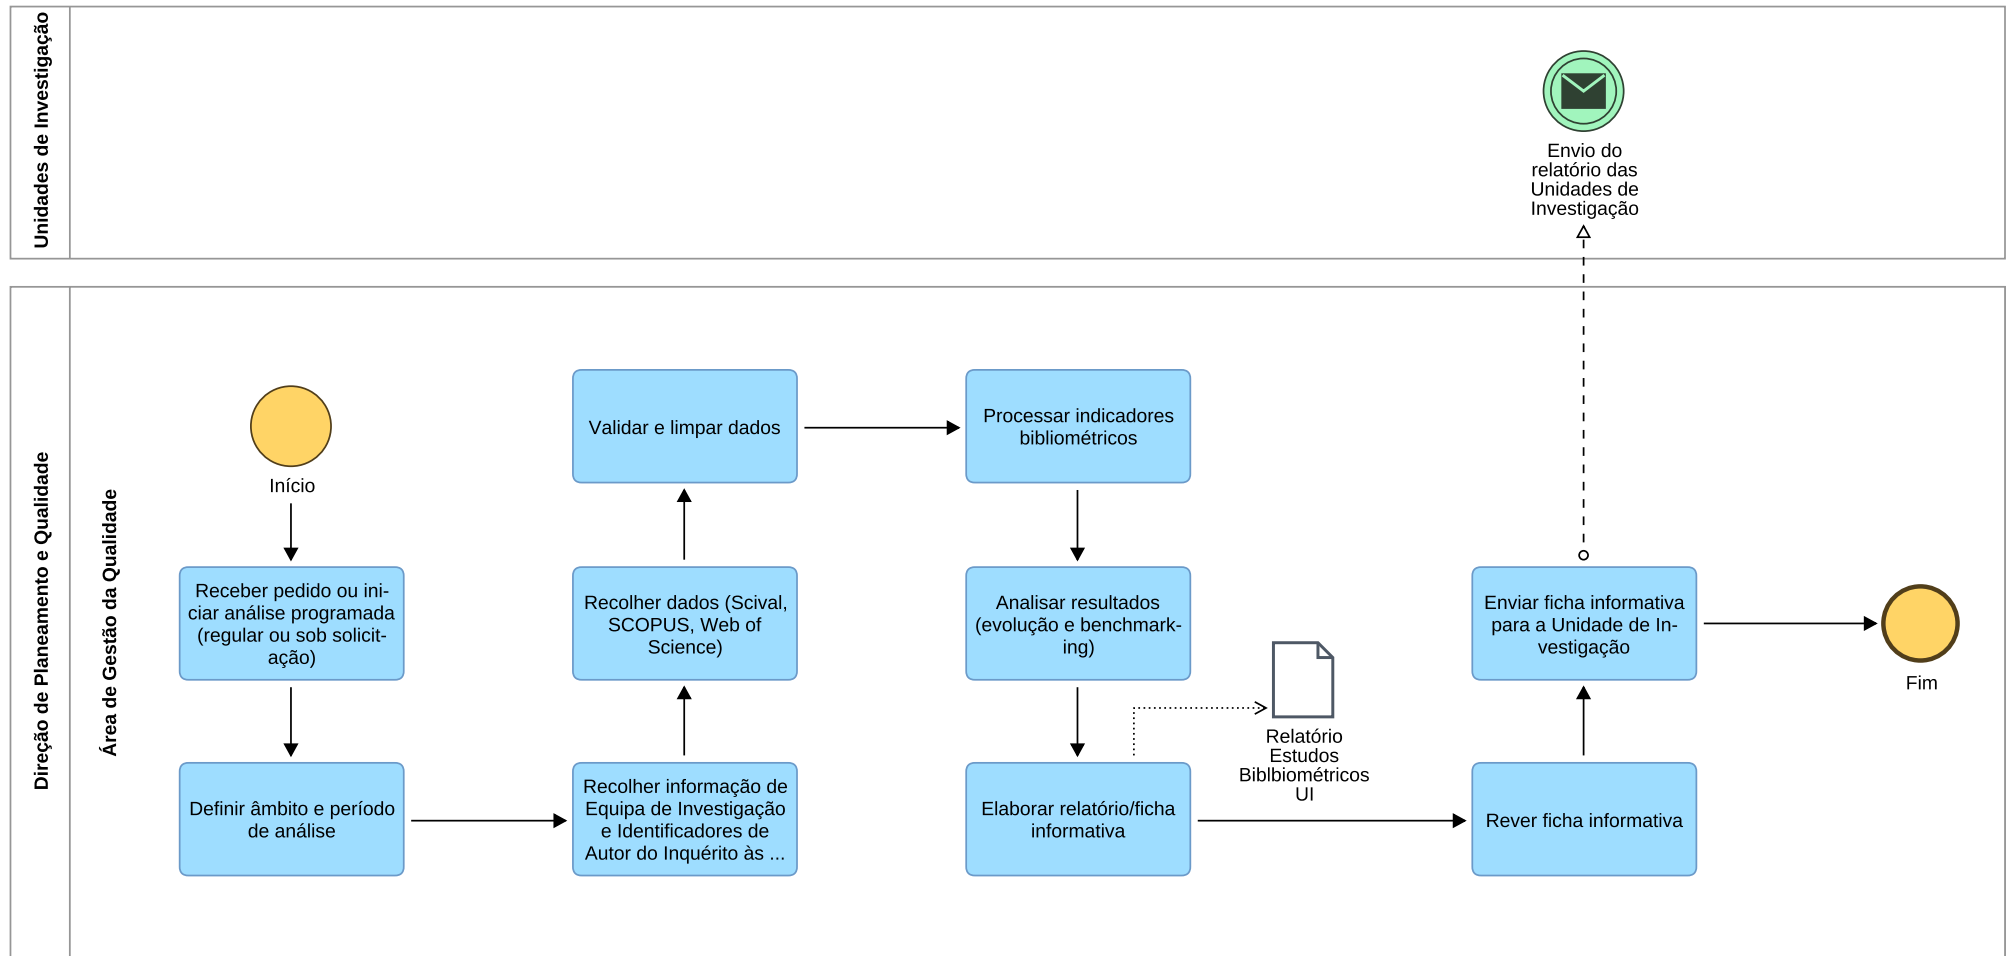 Unidades de Investigação
Envio do
relatório das
Unidades de
Investigação
Direção de Planeamento e Qualidade
Área de Gestão da Qualidade
Início
Receber pedido ou ini-
ciar análise programada
(regular ou sob solicit-
ação)
Definir âmbito e período
de análise
Recolher informação de
Equipa de Investigação
e Identificadores de
Autor do Inquérito às ...
Recolher dados (Scival,
SCOPUS, Web of
Science)
Validar e limpar dados
Processar indicadores
bibliométricos
Analisar resultados
(evolução e benchmark-
ing)
Elaborar relatório/ficha
informativa
Relatório
Estudos
Biblbiométricos
UI
Rever ficha informativa
Enviar ficha informativa
para a Unidade de In-
vestigação
Fim